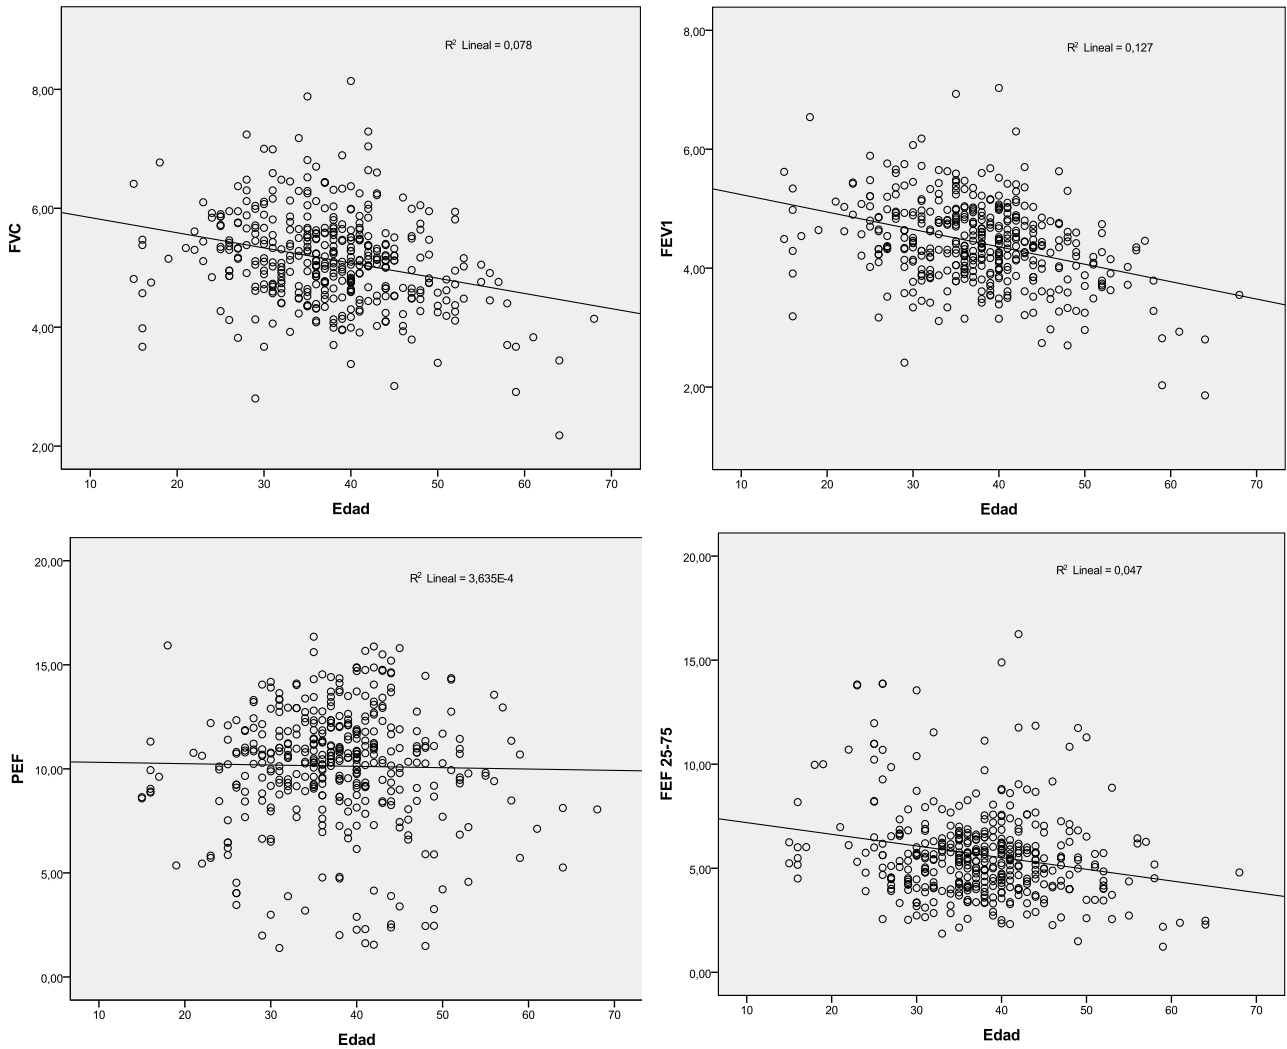 R² Lineal = 0,078
8,00
6,00
4,00
2,00
FVC
10 20 30 40 50 60 70
Edad
R² Lineal = 0,127
8,00
6,00
4,00
2,00
FEV1
10 20 30 40 50 60 70
Edad
R² Lineal = 3,635E-4
20,00
15,00
10,00
5,00
0,00
PEF
10 20 30 40 50 60 70
Edad
R² Lineal = 0,047
20,00
15,00
10,00
5,00
0,00
FEF 25-75
10 20 30 40 50 60 70
Edad